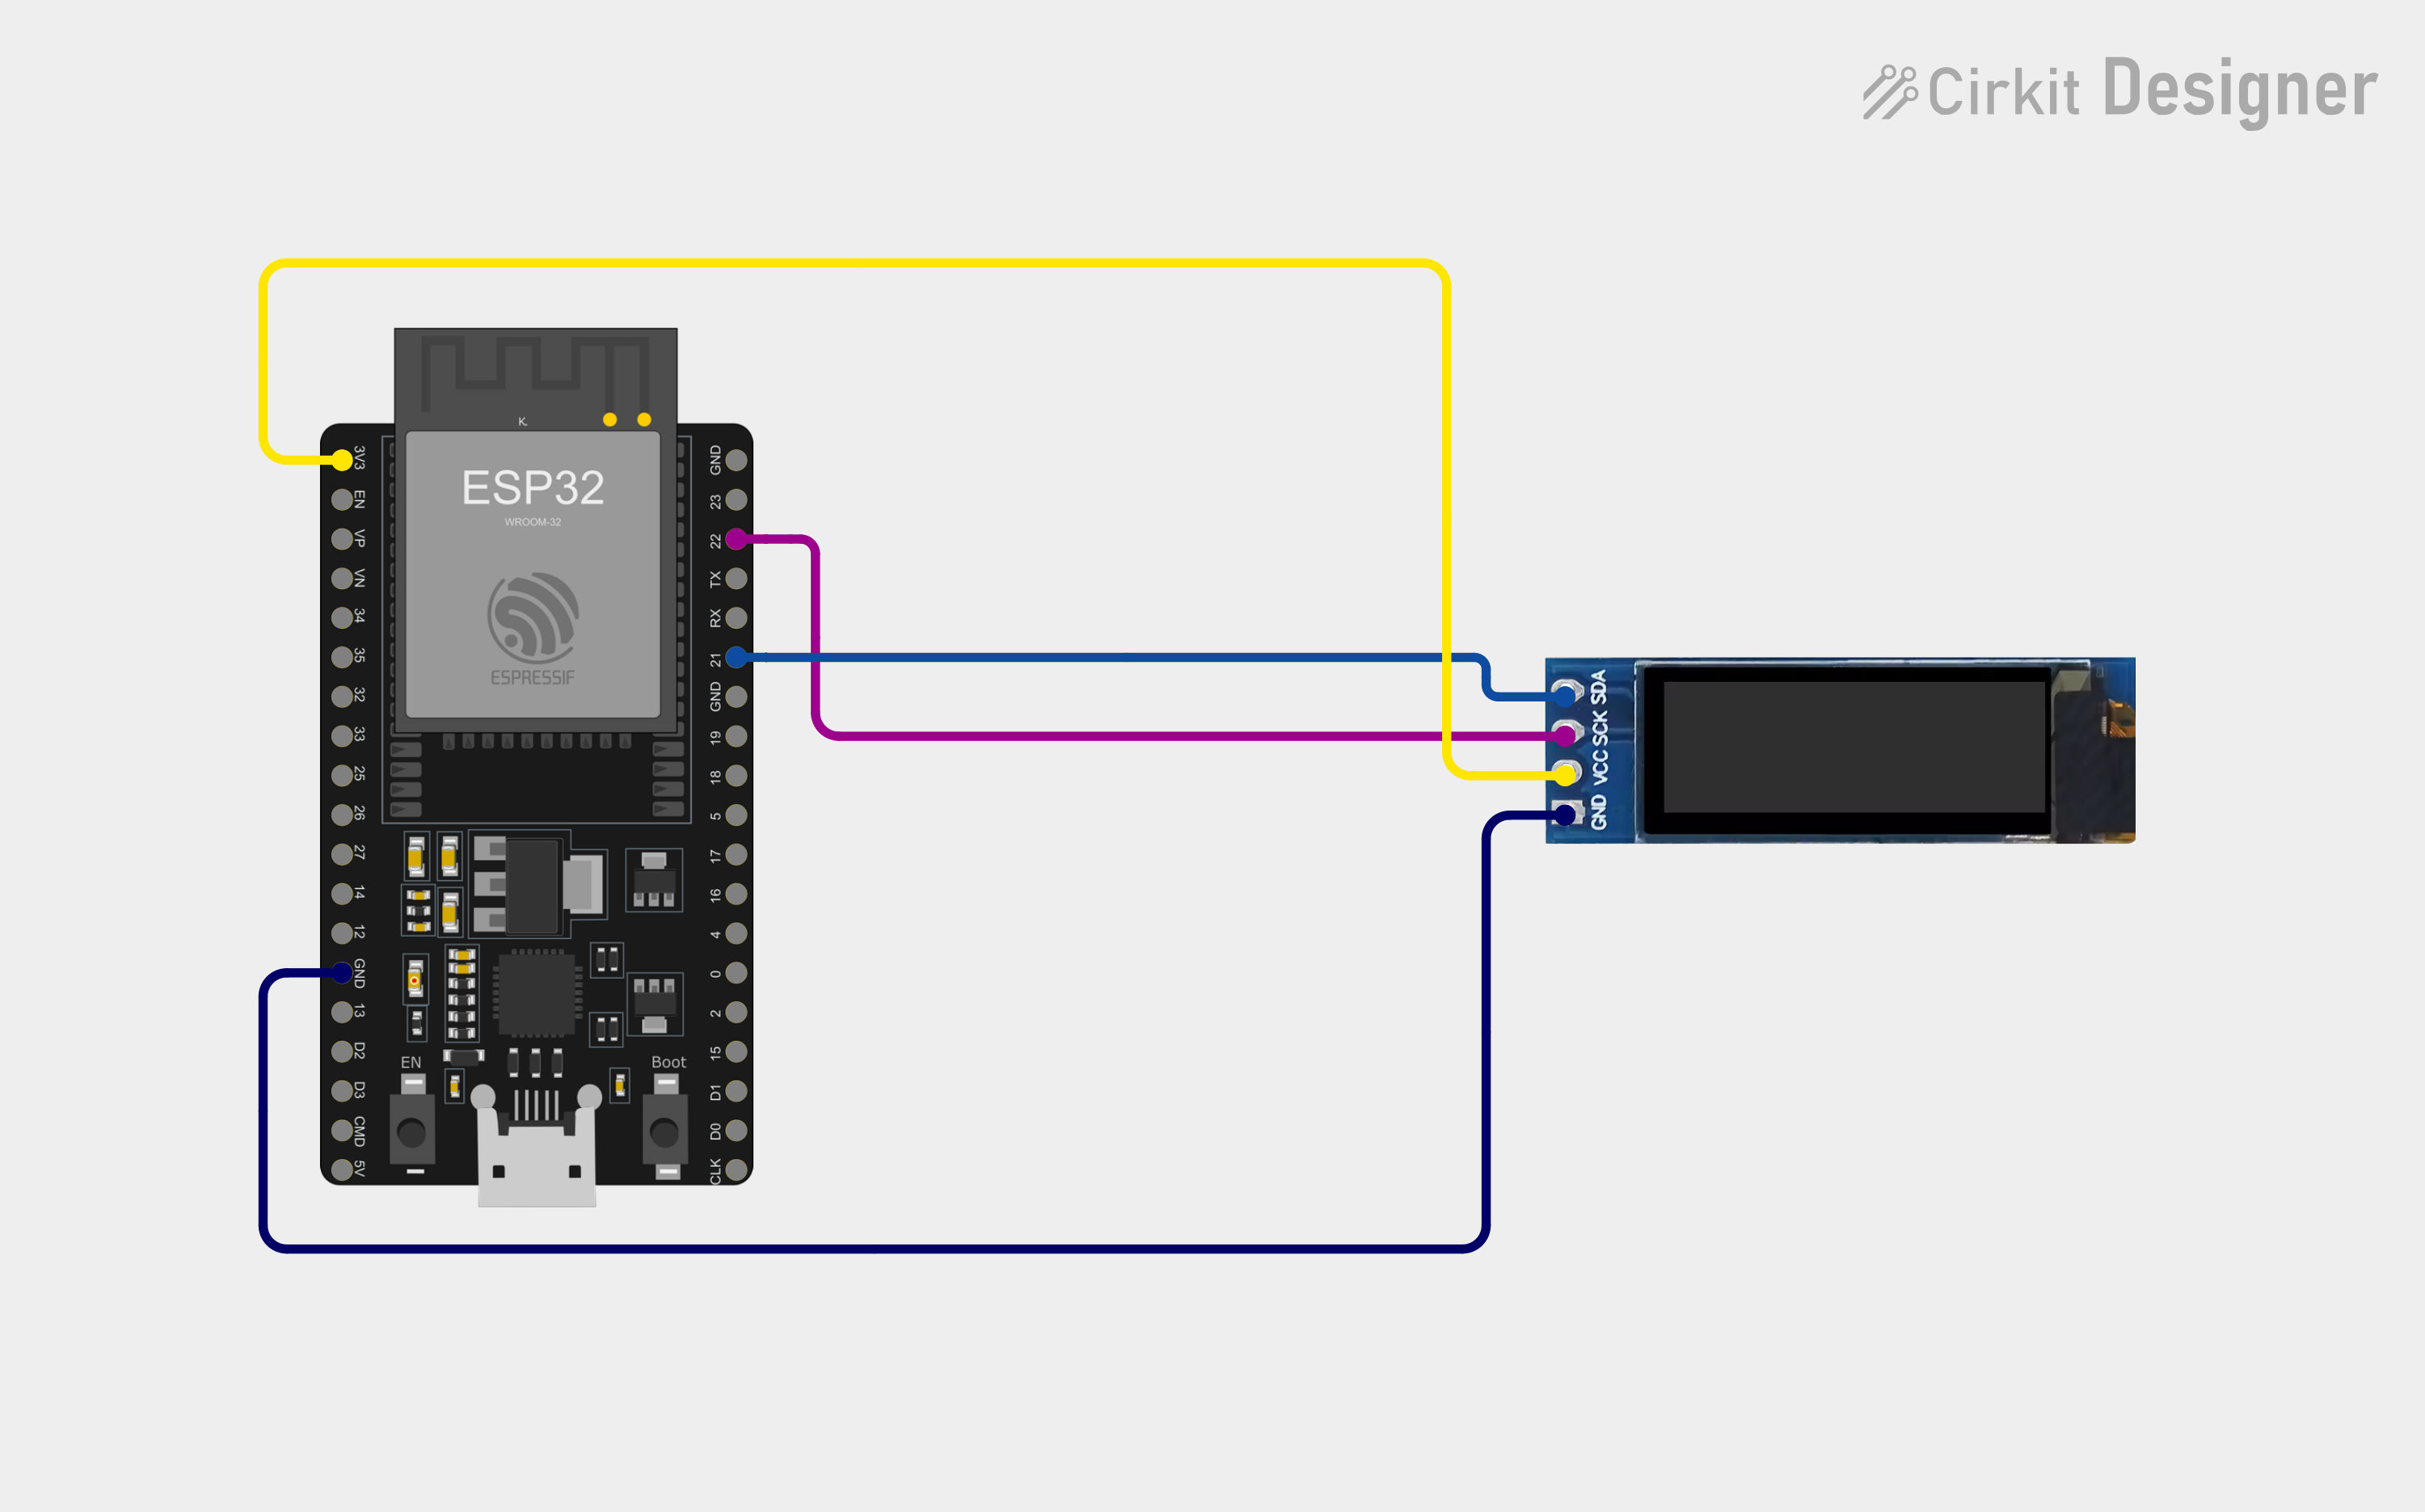 Cirkit Designer
3V3
EN
VP
VN
34
35
32
33
25
26
27
14
12
GND
13
D2
D3
CMD
5V
K.
ESP32
WROOM-32
ESPRESSIF
EN
Boot
GND
23
22
TX
RX
21
GND
19
18
5
17
16
4
0
2
15
D1
D0
CLK
SDA
SCK
VCC
GND